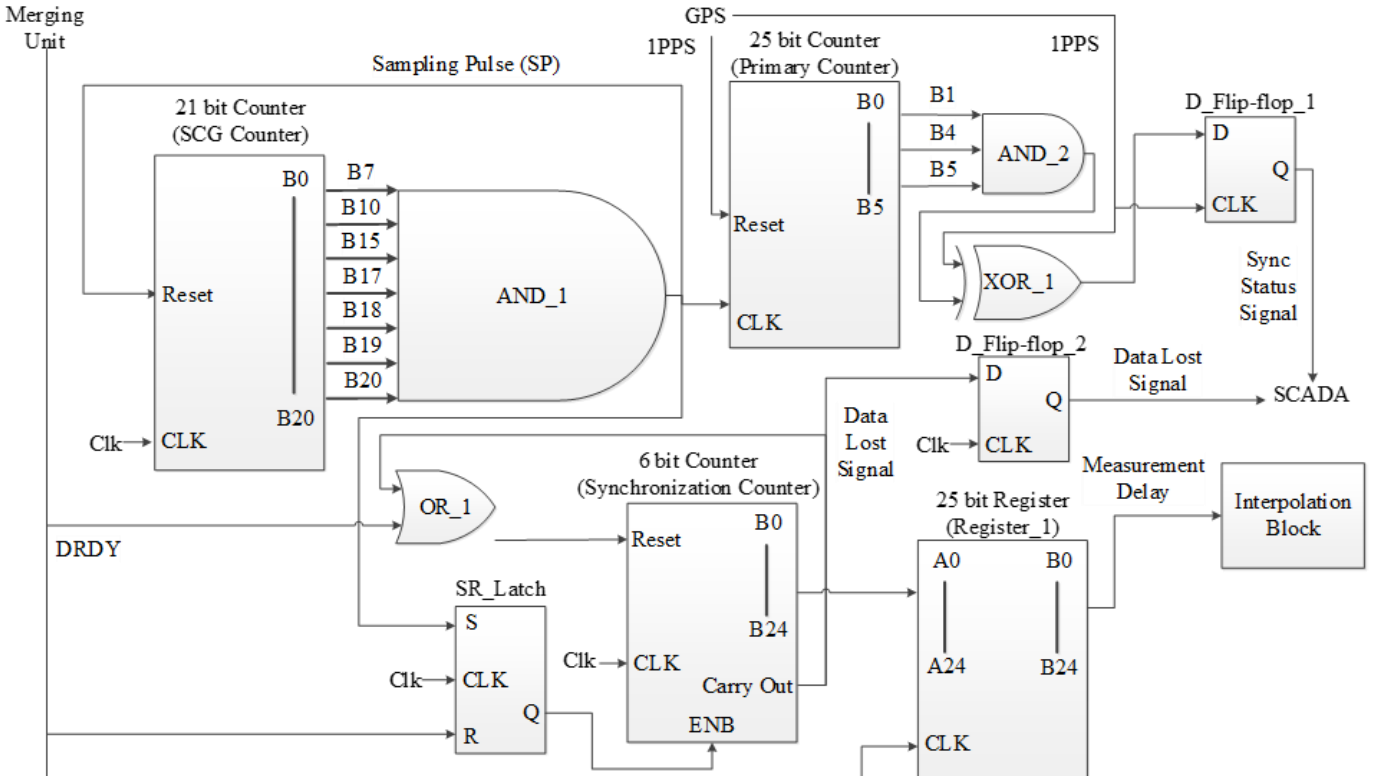 Merging
Unit
GPS
1PPS
25 bit Counter
(Primary Counter)
1PPS
Sampling Pulse (SP)
21 bit Counter
(SCG Counter)
B0
B20
Reset
Clk
CLK
B7
B10
B15
B17
B18
B19
B20
AND_1
B0
B5
Reset
CLK
B1
B4
B5
AND_2
XOR_1
D_Flip-flop_1
D
Q
CLK
Sync
Status
Signal
D_Flip-flop_2
D
Q
Clk
CLK
Data Lost
Signal
SCADA
Data
Lost
Signal
OR_1
DRDY
6 bit Counter
(Synchronization Counter)
Reset
B0
B24
Clk
CLK
Carry Out
ENB
SR_Latch
S
Clk
CLK
Q
R
25 bit Register
(Register_1)
A0
B0
A24
B24
CLK
Measurement
Delay
Interpolation
Block